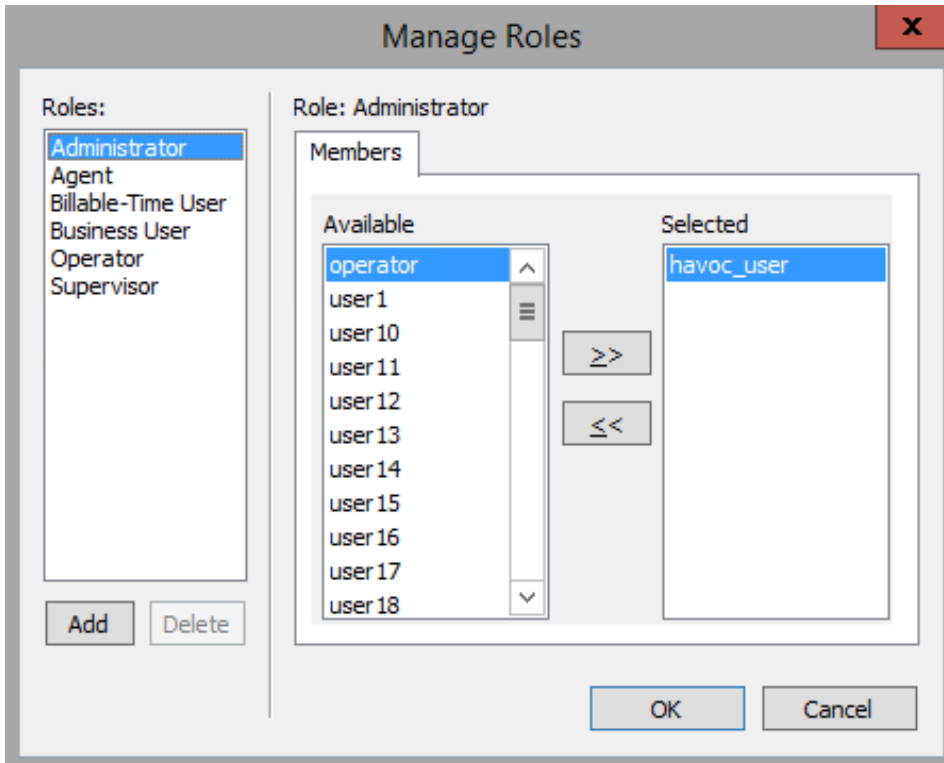 Manage Roles
x
Roles:
Administrator
Agent
Billable-Time User
Business User
Operator
Supervisor
Add
Delete
Role: Administrator
Members
Available
operator
user1
user10
user11
user12
user13
user14
user15
user16
user17
user18
>>
<<
Selected
havoc_user
OK
Cancel